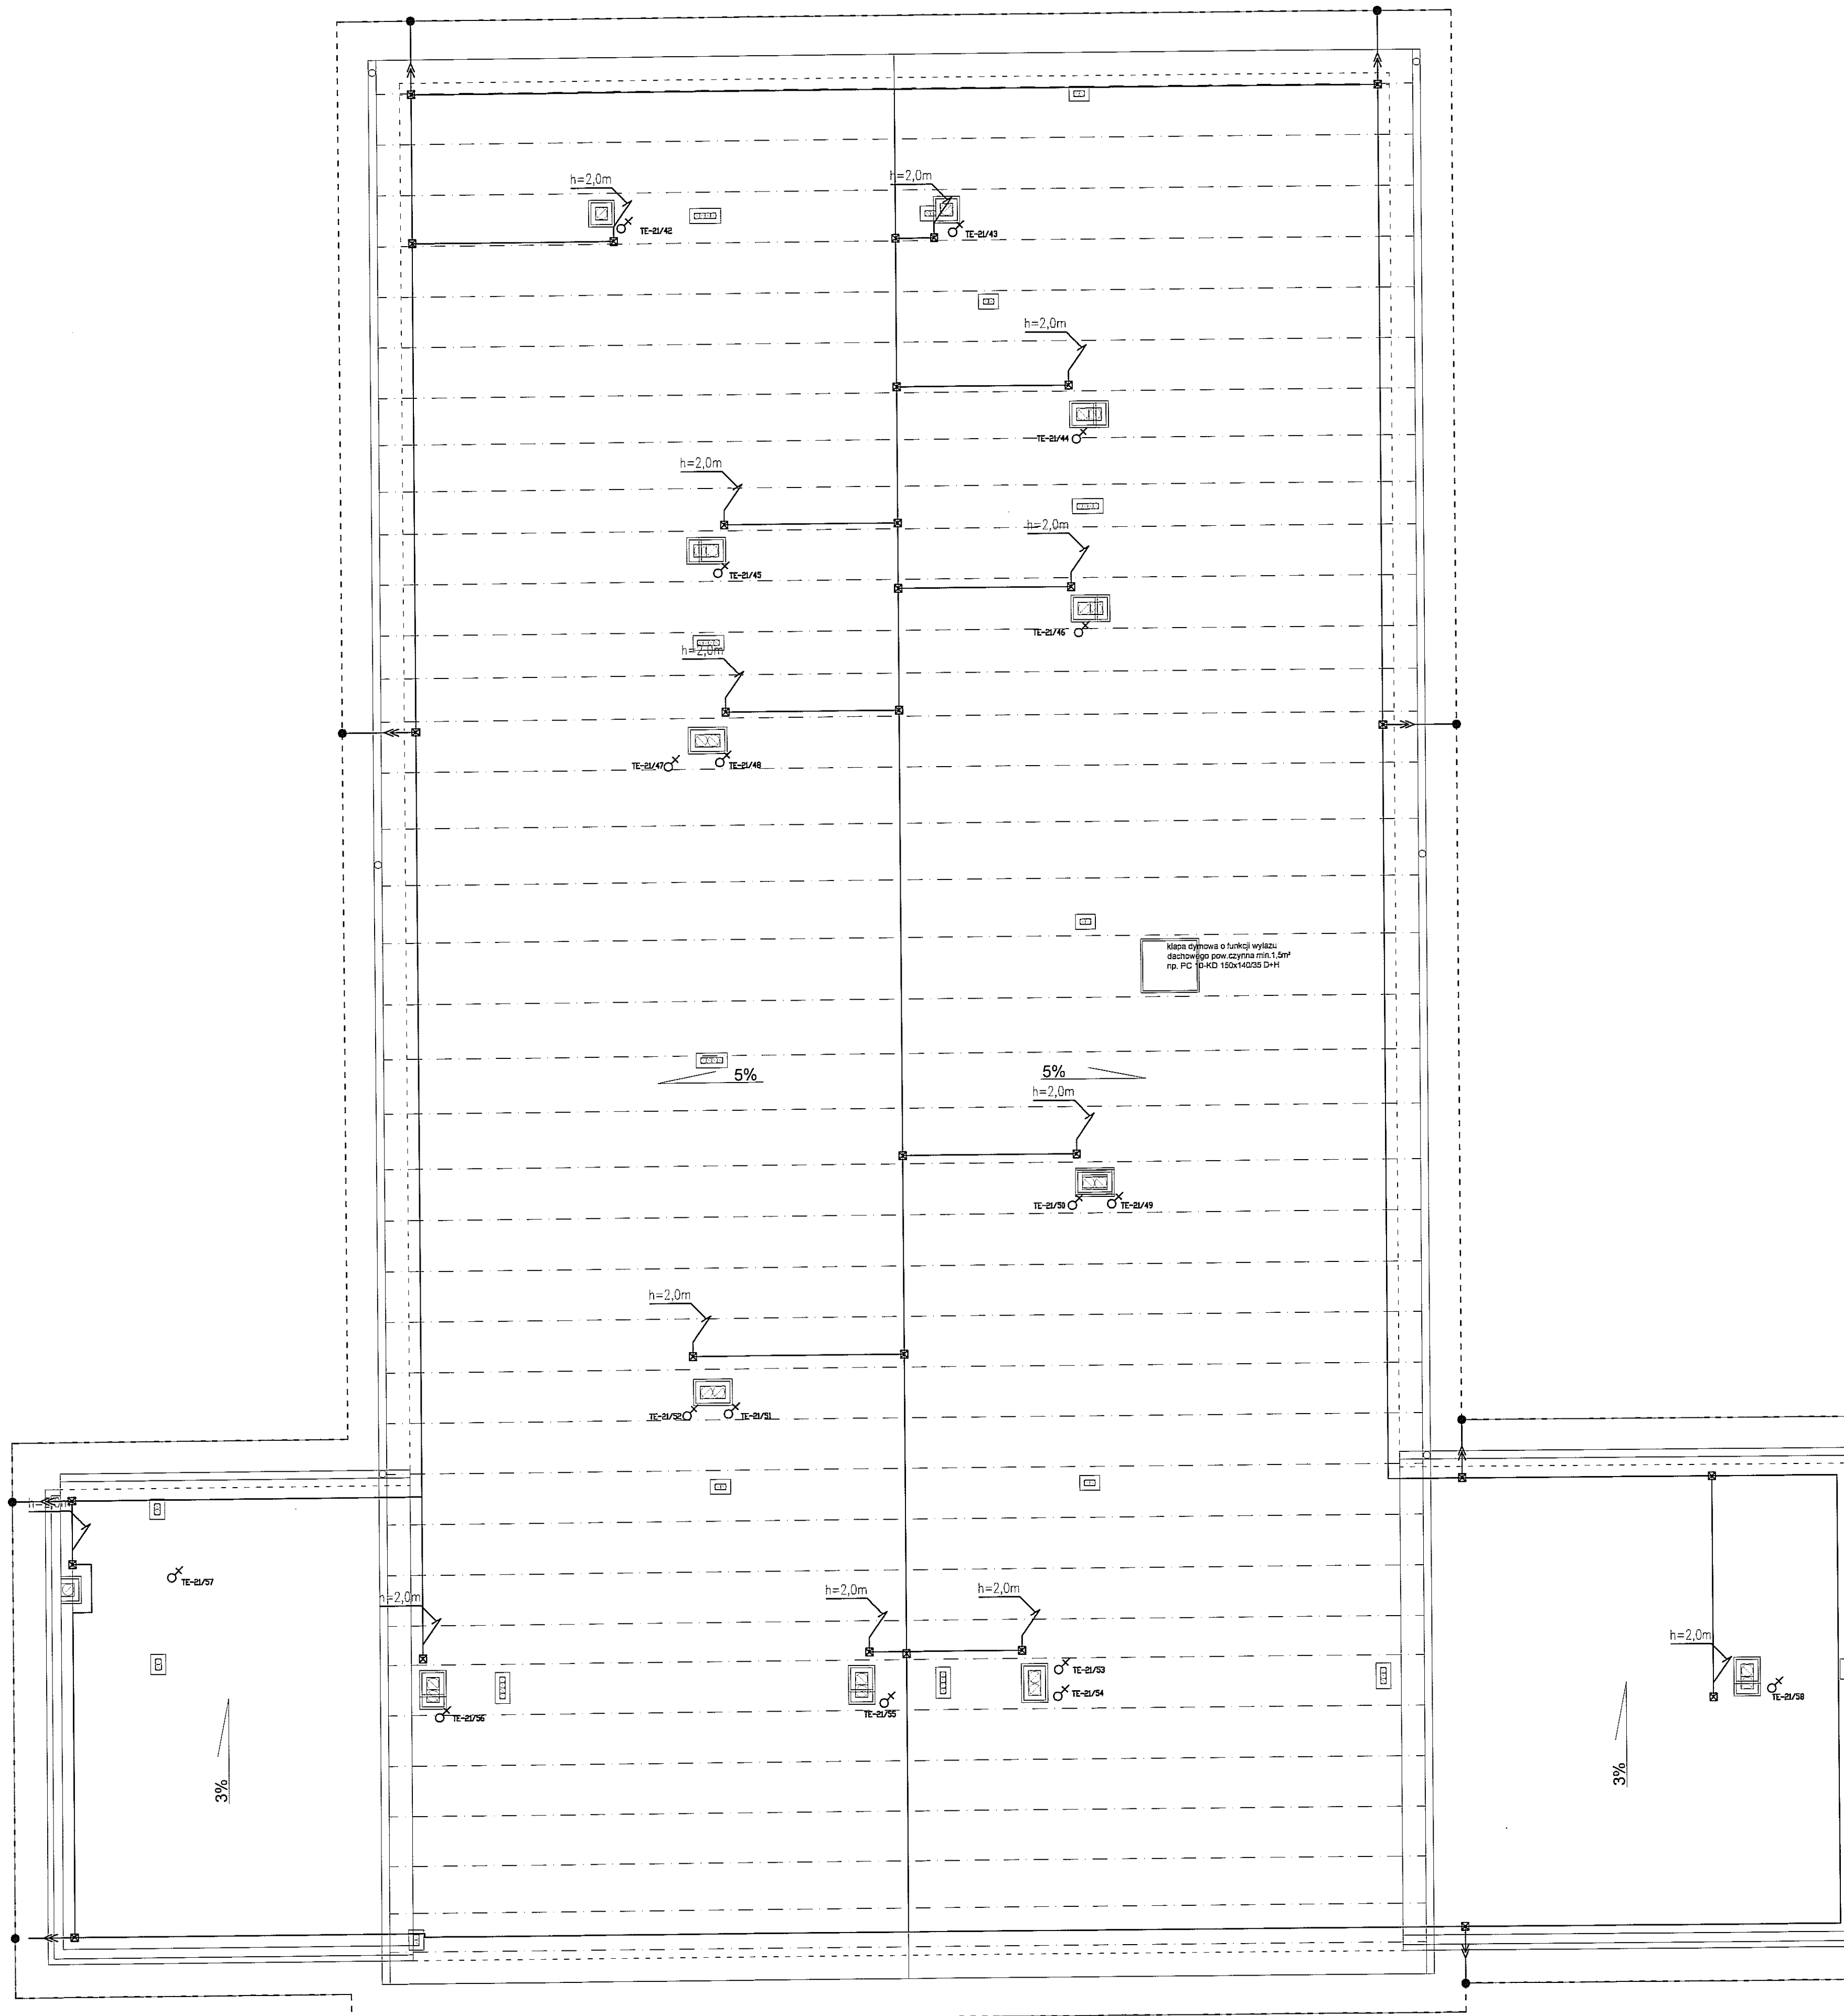 h=2,0m
h=2,0m
TE-21/42
TE-21/43
h=2,0m
TE-21/44
h=2,0m
h=2,0m
TE-21/45
TE-21/46
h=2,0m
TE-21/47
TE-21/48
klapa dymowa o funkcji wyłazu
dachowego pow.czynna min.1,5m²
np. PC 10-KD 150x140/35 D+H
5%
5%
h=2,0m
TE-21/50
TE-21/49
h=2,0m
TE-21/52
TE-21/51
TE-21/57
h=2,0m
h=2,0m
h=2,0m
h=2,0m
TE-21/53
TE-21/54
TE-21/55
TE-21/56
TE-21/58
3%
3%